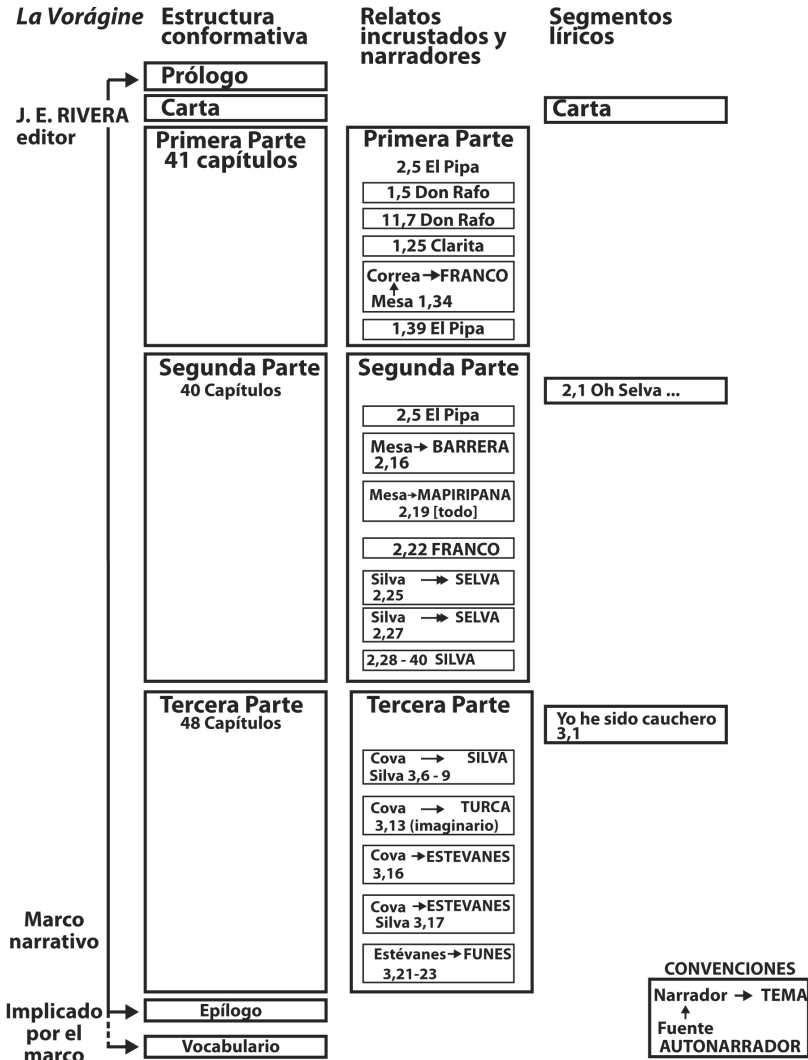 La Vorágine
Estructura
conformativa
Relatos
incrustados y
narradores
Segmentos
líricos
J. E. RIVERA
editor
Prólogo
Carta
Carta
Primera Parte
41 capítulos
Primera Parte
2,5 El Pipa
1,5 Don Rafo
11,7 Don Rafo
1,25 Clarita
Correa → FRANCO
↑
Mesa 1,34
1,39 El Pipa
Segunda Parte
40 Capítulos
Segunda Parte
2,5 El Pipa
Mesa → BARRERA
2,16
Mesa → MAPIRIPANA
2,19 [todo]
2,22 FRANCO
Silva → SELVA
2,25
Silva → SELVA
2,27
2,28 - 40 SILVA
2,1 Oh Selva ...
Tercera Parte
48 Capítulos
Tercera Parte
Cova → SILVA
Silva 3,6 - 9
Cova → TURCA
3,13 (imaginario)
Cova → ESTEVANES
3,16
Cova → ESTEVANES
Silva 3,17
Estévanes → FUNES
3,21-23
Yo he sido cauchero
3,1
Marco
narrativo
Implicado
por el
marco
Epílogo
Vocabulario
CONVENCIONES
Narrador → TEMA
↑
Fuente
AUTONARRADOR